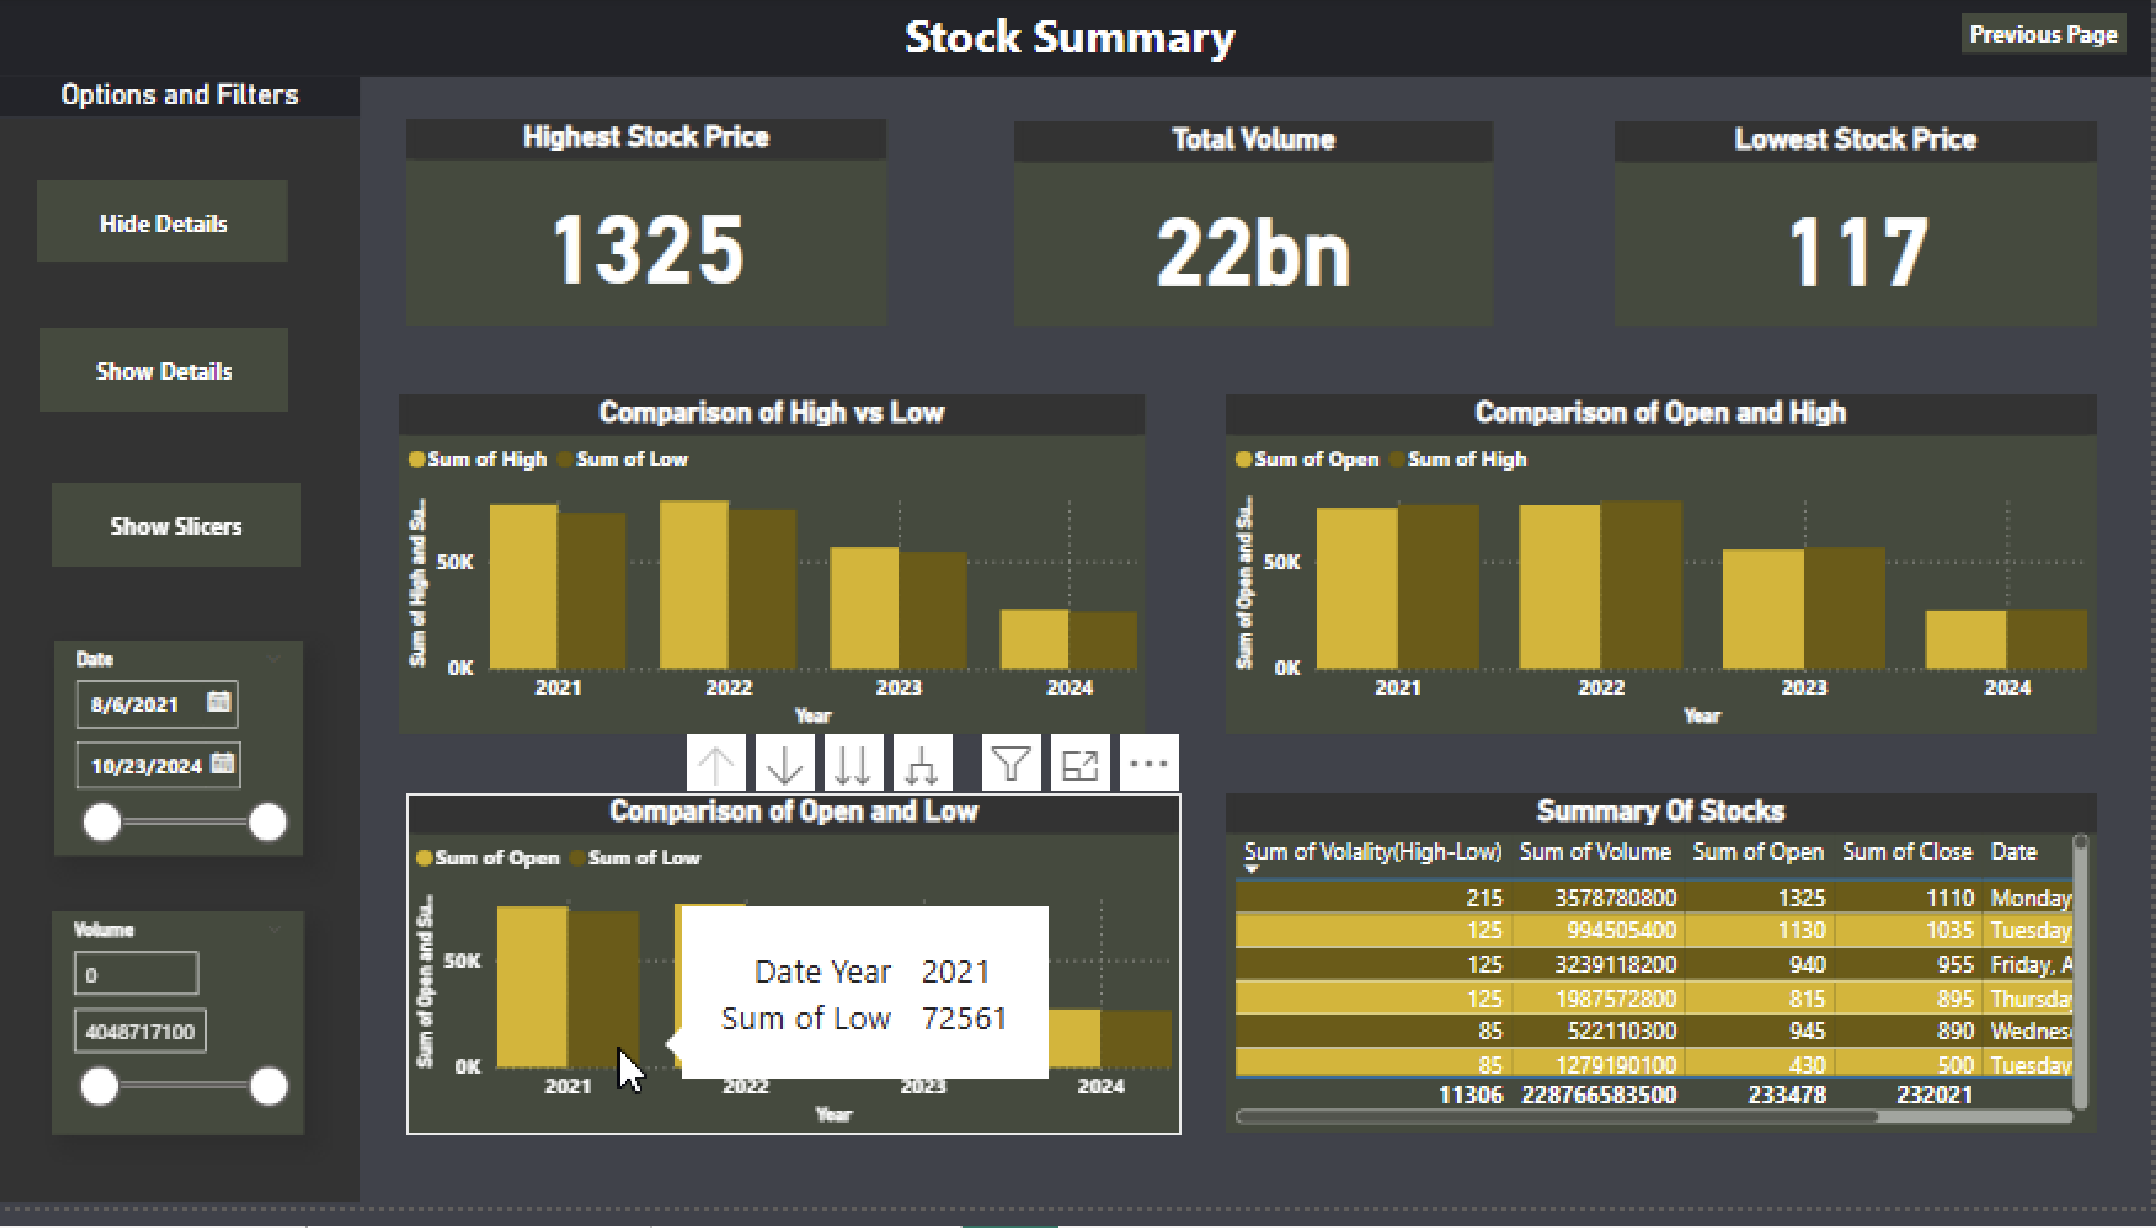 Stock Summary
Previous Page
Options and Filters
Hide Details
Show Details
Show Slicers
Date
8/6/2021
10/23/2024
Volume
0
4048717100
Highest Stock Price
1325
Total Volume
22bn
Lowest Stock Price
117
Comparison of High vs Low
Sum of High Sum of Low
Sum of High and Su...
50K
0K
2021 2022 2023 2024
Year
Comparison of Open and High
Sum of Open Sum of High
Sum of Open and Su...
50K
0K
2021 2022 2023 2024
Year
Comparison of Open and Low
Sum of Open Sum of Low
Sum of Open and Su...
50K
0K
Date Year 2021
Sum of Low 72561
2021 2022 2023 2024
Year
Summary Of Stocks
Sum of Volality(High-Low) Sum of Volume Sum of Open Sum of Close Date
215 3578780800 1325 1110 Monday,
125 994505400 1130 1035 Tuesday,
125 3239118200 940 955 Friday, A
125 1987572800 815 895 Thursda
85 522110300 945 890 Wednes
85 1279190100 430 500 Tuesday
11306 228766583500 233478 232021